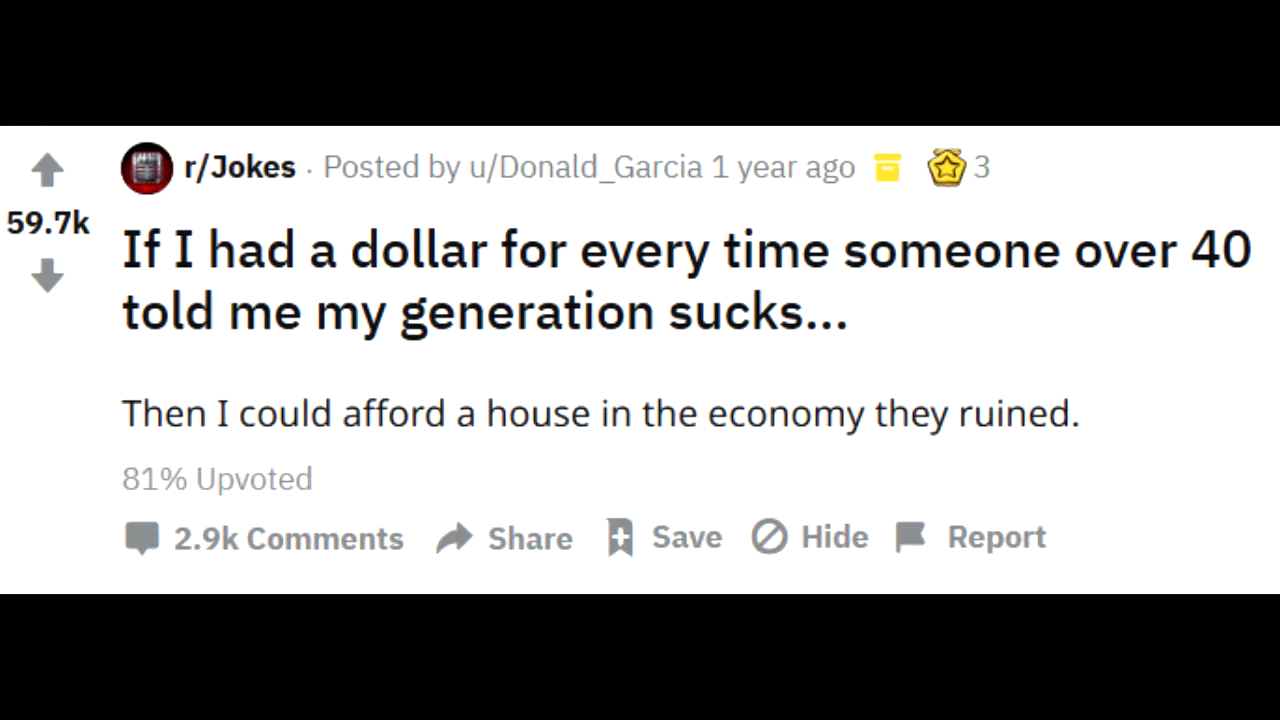 r/Jokes · Posted by u/Donald_Garcia 1 year ago 3
59.7k
If I had a dollar for every time someone over 40
told me my generation sucks...
Then I could afford a house in the economy they ruined.
81% Upvoted
2.9k Comments Share Save Hide Report